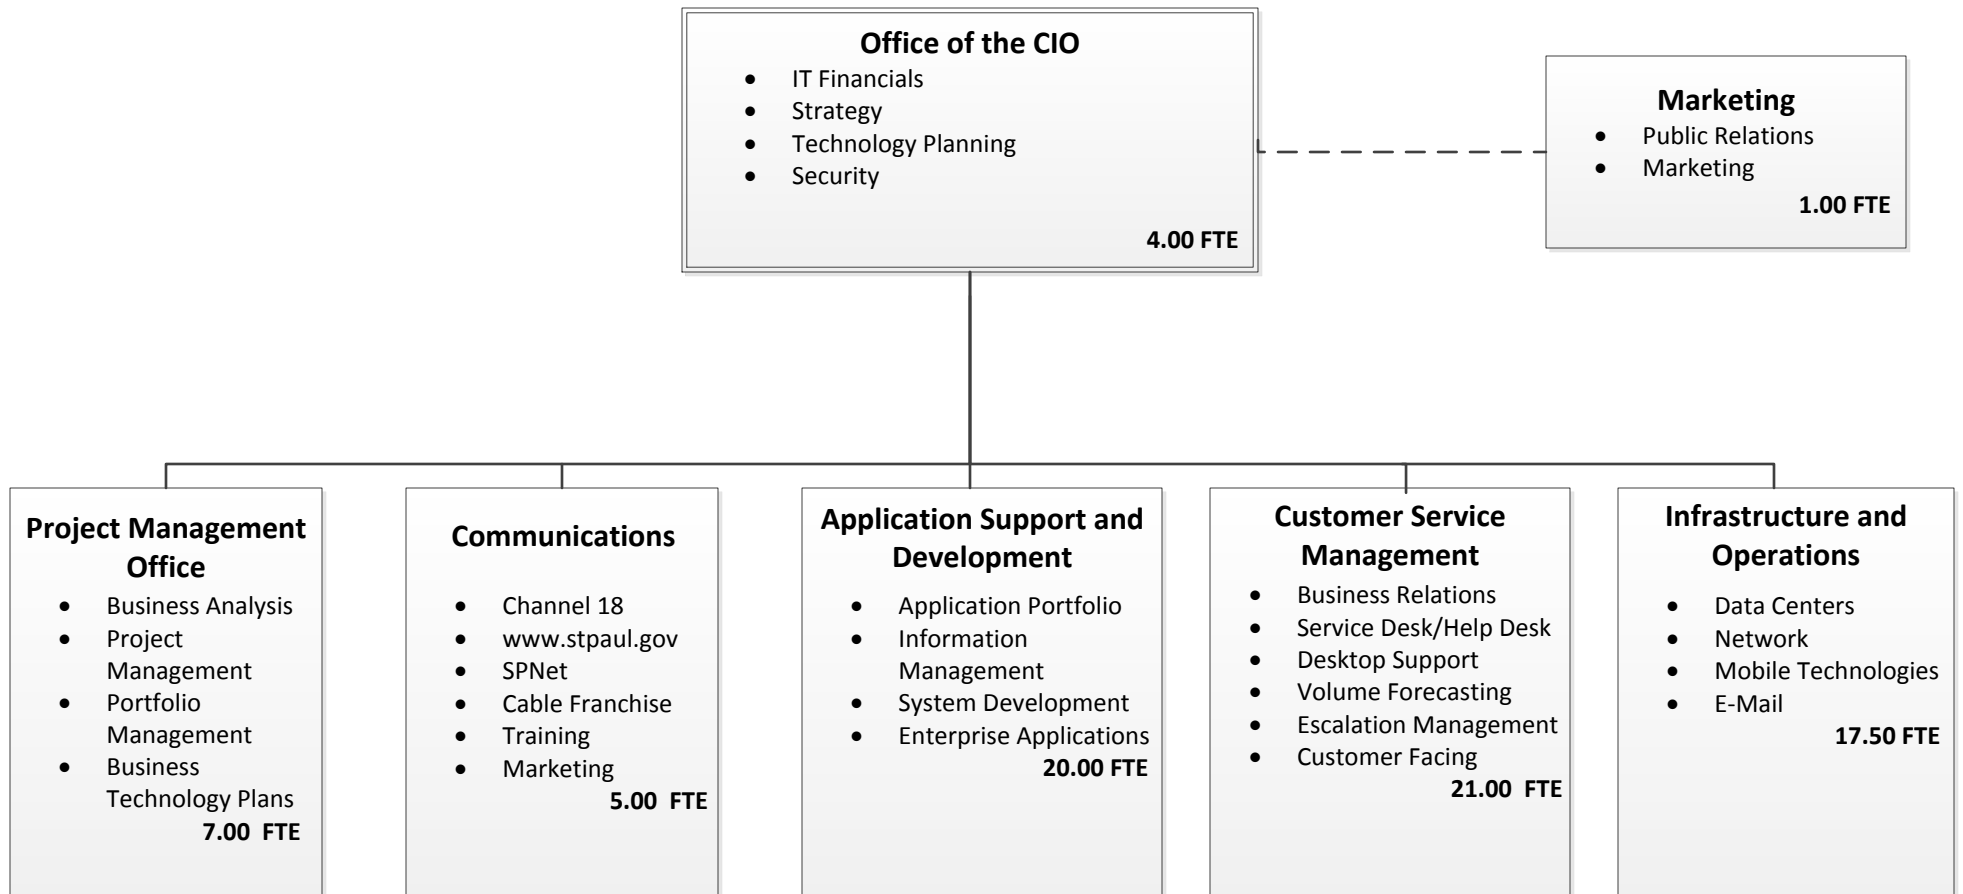 Office of the CIO
• IT Financials
• Strategy
• Technology Planning
• Security
4.00 FTE
Marketing
• Public Relations
• Marketing
1.00 FTE
Project Management
Office
• Business Analysis
• Project
Management
• Portfolio
Management
• Business
Technology Plans
7.00 FTE
Communications
• Channel 18
• www.stpaul.gov
• SPNet
• Cable Franchise
• Training
• Marketing
5.00 FTE
Application Support and
Development
• Application Portfolio
• Information
Management
• System Development
• Enterprise Applications
20.00 FTE
Customer Service
Management
• Business Relations
• Service Desk/Help Desk
• Desktop Support
• Volume Forecasting
• Escalation Management
• Customer Facing
21.00 FTE
Infrastructure and
Operations
• Data Centers
• Network
• Mobile Technologies
• E-Mail
17.50 FTE